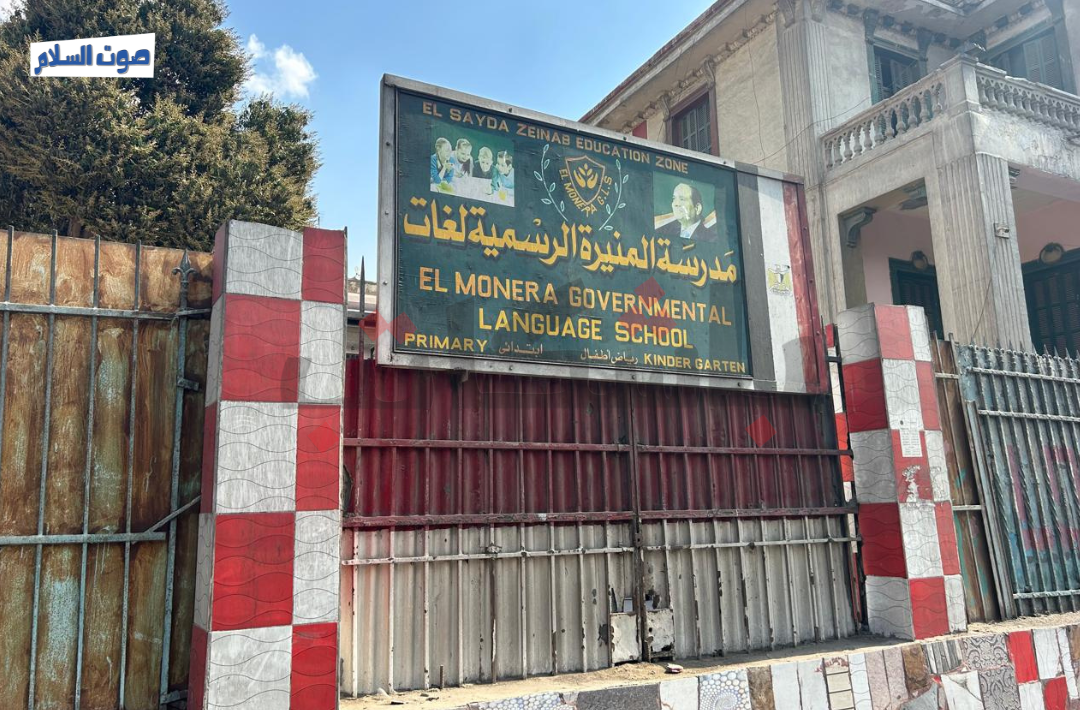 صوت السلام
EL SAYDA ZEINAB EDUCATION ZONE
EL MONERA G.L.S
مدرسة المنيرة الرسمية لغات
EL MONERA GOVERNMENTAL
LANGUAGE SCHOOL
PRIMARY ابتدائى رياض اطفال KINDER GARTEN